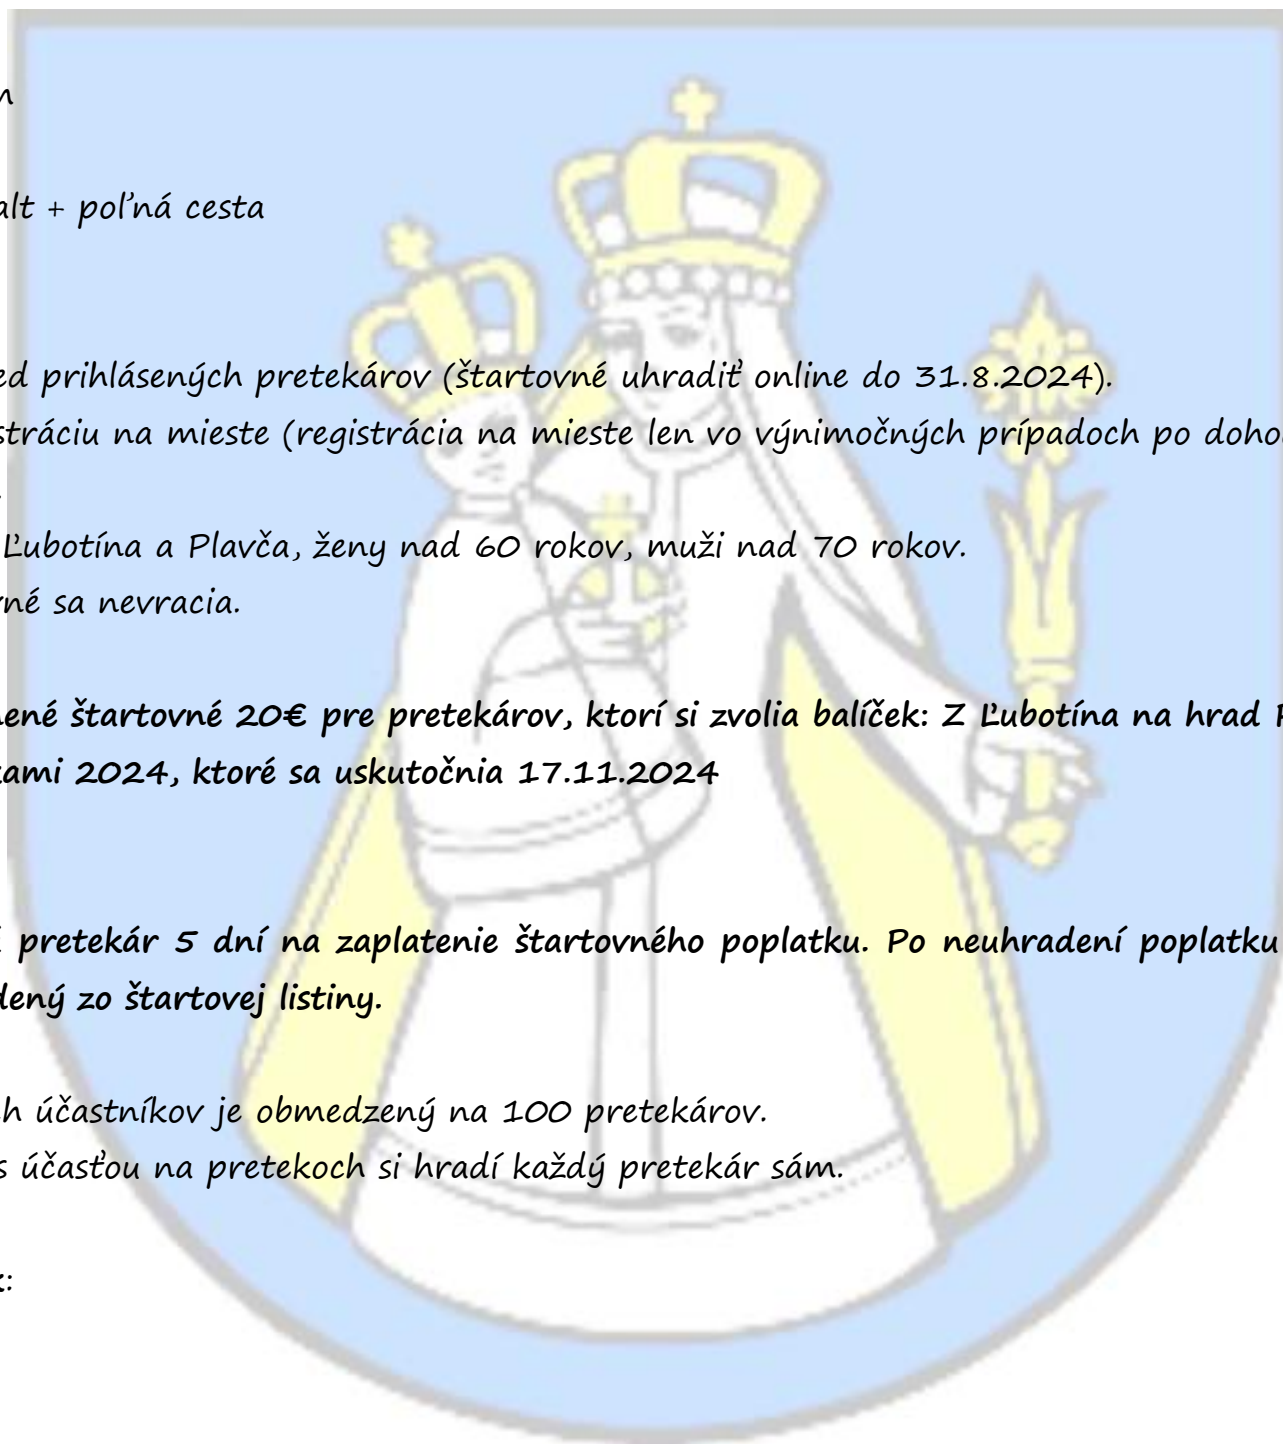 alt + poľná cesta
ed prihlásených pretekárov (štartovné uhradiť online do 31.8.2024).
stráciu na mieste (registrácia na mieste len vo výnimočných prípadoch po doho
Ľubotína a Plavča, ženy nad 60 rokov, muži nad 70 rokov.
né sa nevracia.
ené štartovné 20€ pre pretekárov, ktorí si zvolia balíček: Z Ľubotína na hrad
kami 2024, ktoré sa uskutočnia 17.11.2024
pretekár 5 dní na zaplatenie štartovného poplatku. Po neuhradení poplatku
dený zo štartovej listiny.
h účastníkov je obmedzený na 100 pretekárov.
s účasťou na pretekoch si hradí každý pretekár sám.